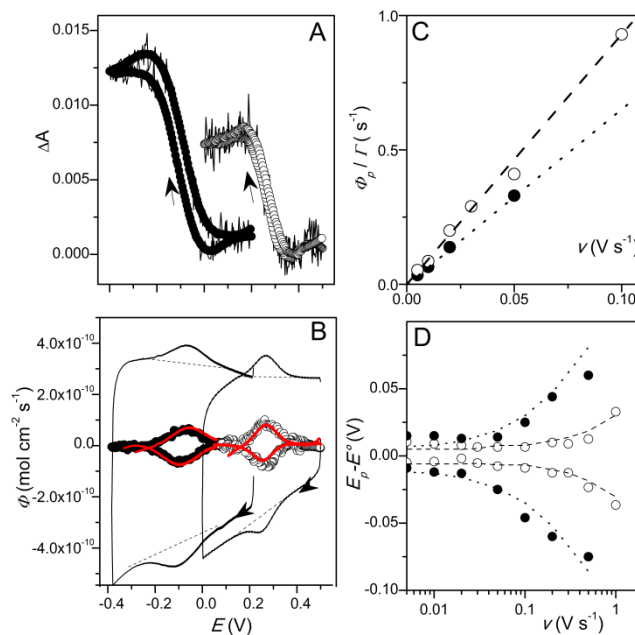 A
0.015
0.010
0.005
0.000
ΔA
B
4.0x10⁻¹⁰
2.0x10⁻¹⁰
0.0
-2.0x10⁻¹⁰
-4.0x10⁻¹⁰
Φ (mol cm⁻² s⁻¹)
-0.4 -0.2 0.0 0.2 0.4
E (V)
C
1.0
0.5
0.0
Φp / Γ ( s⁻¹)
ν (V s⁻¹)
0.00 0.05 0.10
D
0.05
0.00
-0.05
-0.10
Ep-E° (V)
0.01 0.1 1
ν (V s⁻¹)